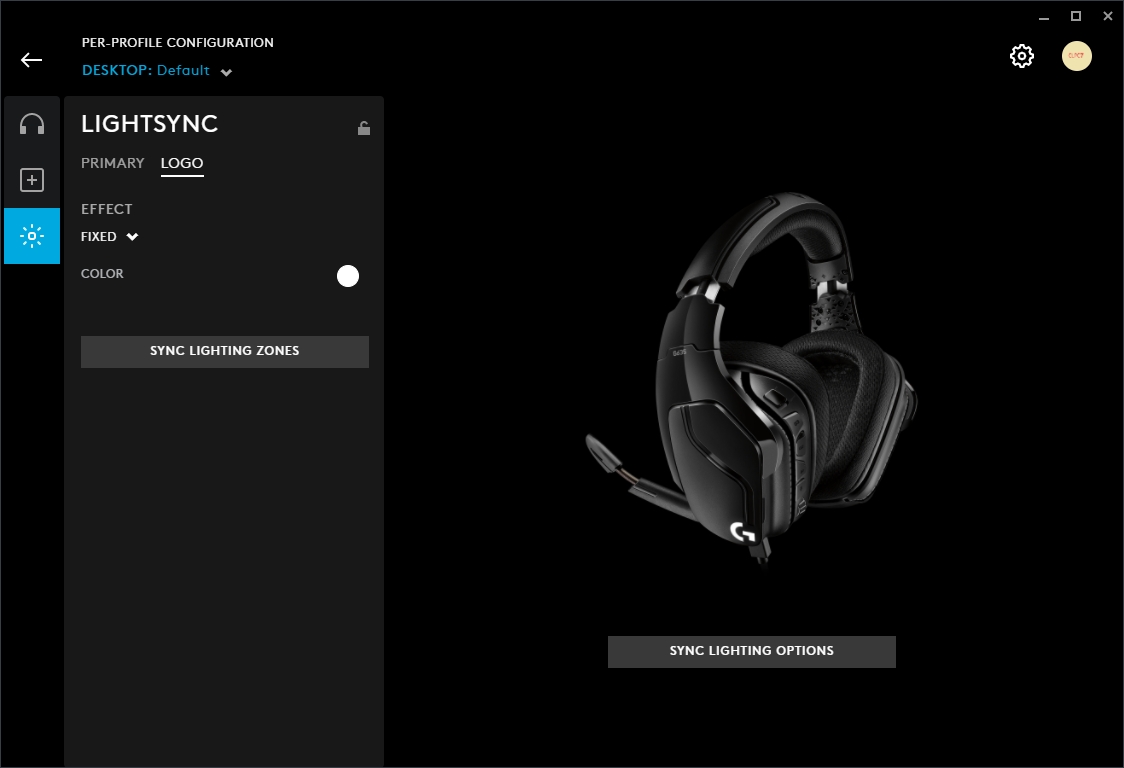 PER-PROFILE CONFIGURATION
DESKTOP: Default
LIGHTSYNC
PRIMARY LOGO
EFFECT
FIXED
COLOR
SYNC LIGHTING ZONES
SYNC LIGHTING OPTIONS